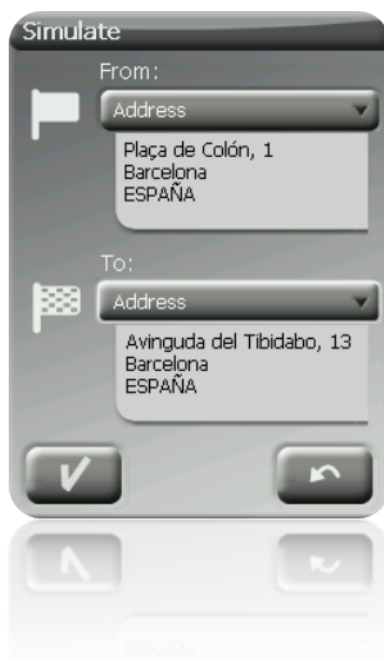 Simulate
From:
Address
Plaça de Colón, 1
Barcelona
ESPAÑA
To:
Address
Avinguda del Tibidabo, 13
Barcelona
ESPAÑA